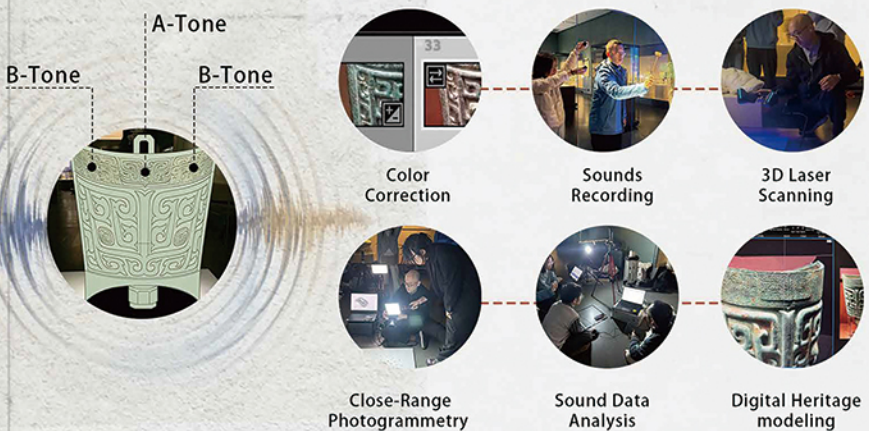 A-Tone
B-Tone
B-Tone
33
Color
Correction
Sounds
Recording
3D Laser
Scanning
Close-Range
Photogrammetry
Sound Data
Analysis
Digital Heritage
modeling